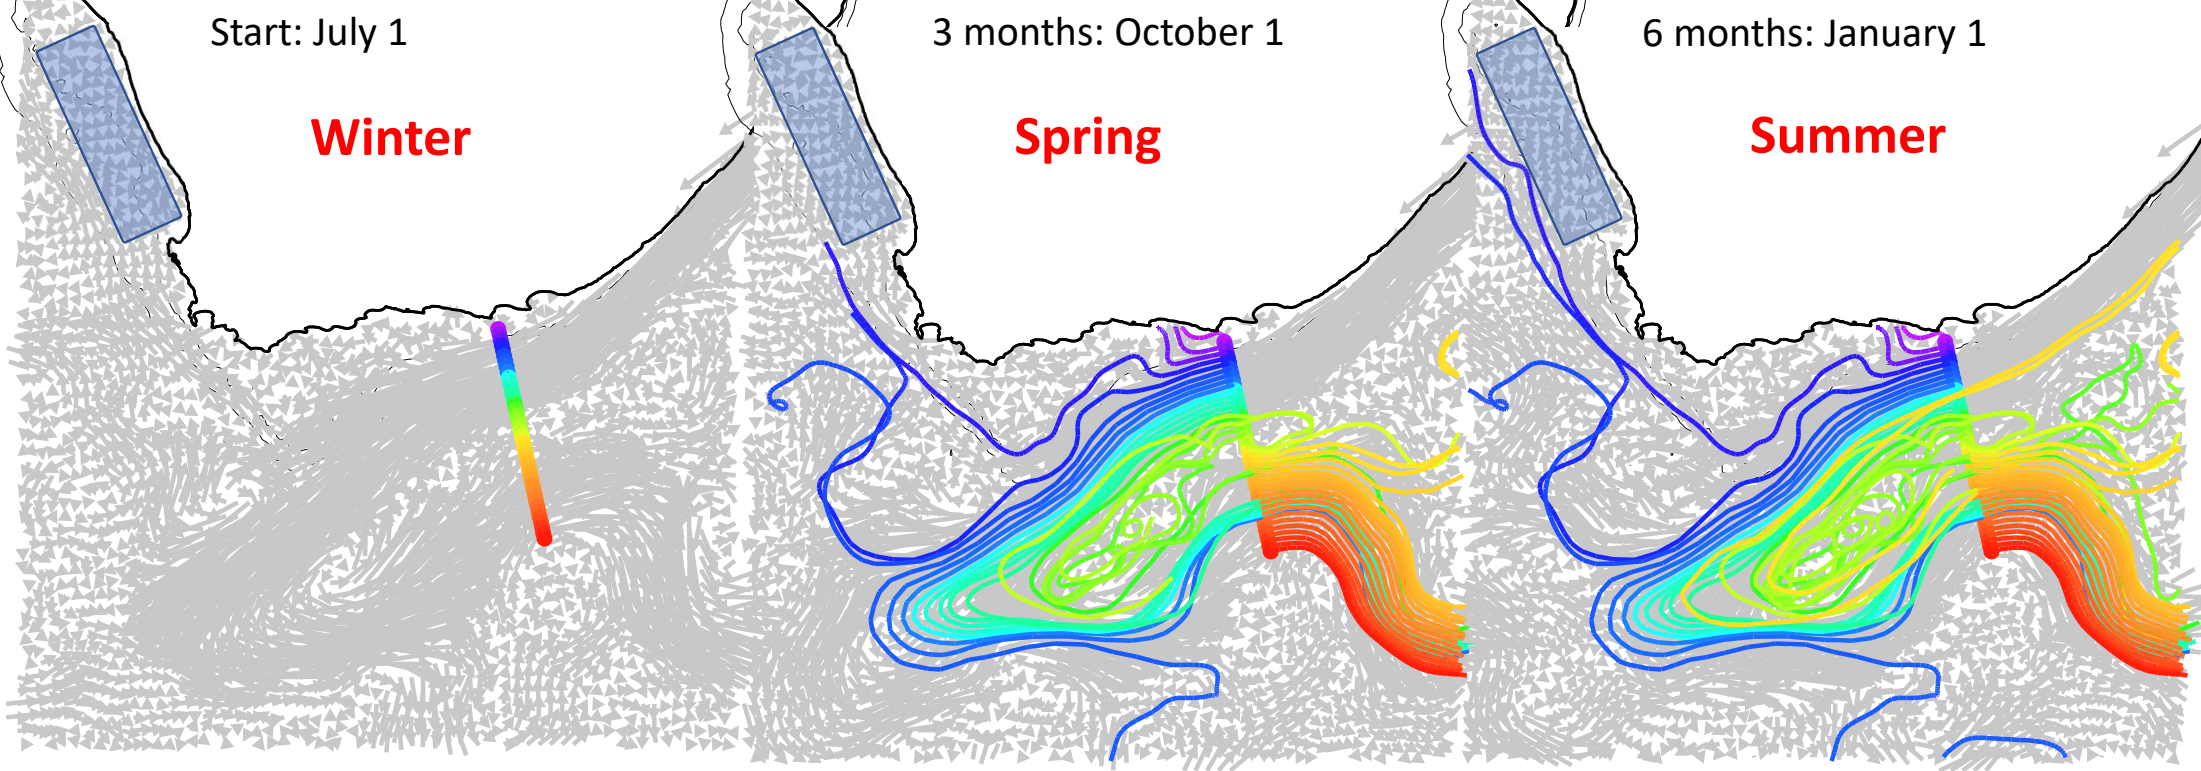 Start: July 1
Winter
3 months: October 1
Spring
6 months: January 1
Summer